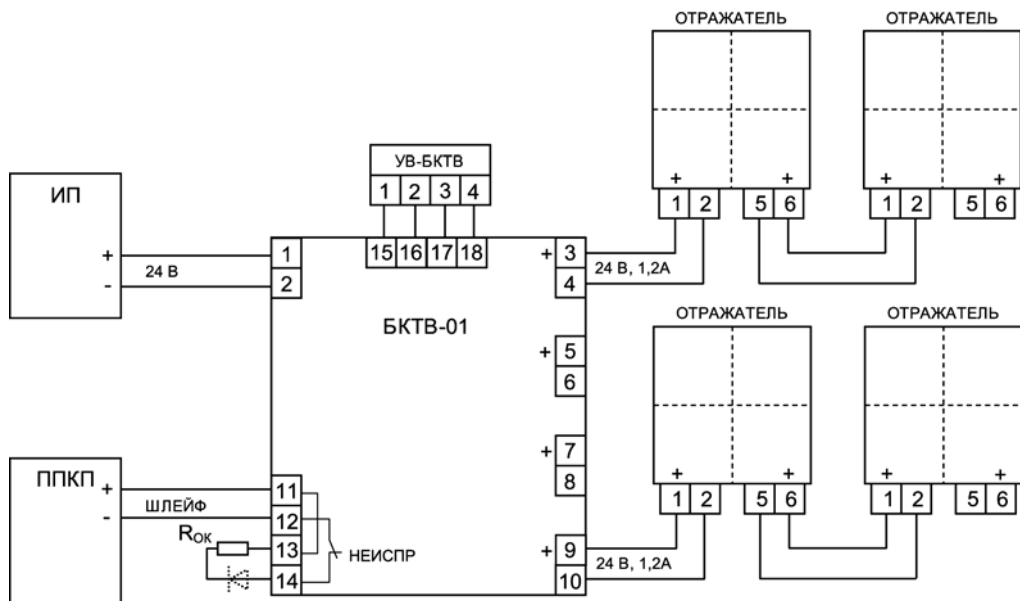 ОТРАЖАТЕЛЬ ОТРАЖАТЕЛЬ
+ + + +
1 2 5 6 1 2 5 6
УВ-БКТВ
1 2 3 4
15 16 17 18
ИП
+
24 В
-
1
2
БКТВ-01
+ 3
24 В, 1,2А
4
+ 5
6
+ 7
8
+ 9
24 В, 1,2А
10
ОТРАЖАТЕЛЬ ОТРАЖАТЕЛЬ
+ + + +
1 2 5 6 1 2 5 6
ППКП
+
ШЛЕЙФ
-
11
12
RОК
13
14
НЕИСПР